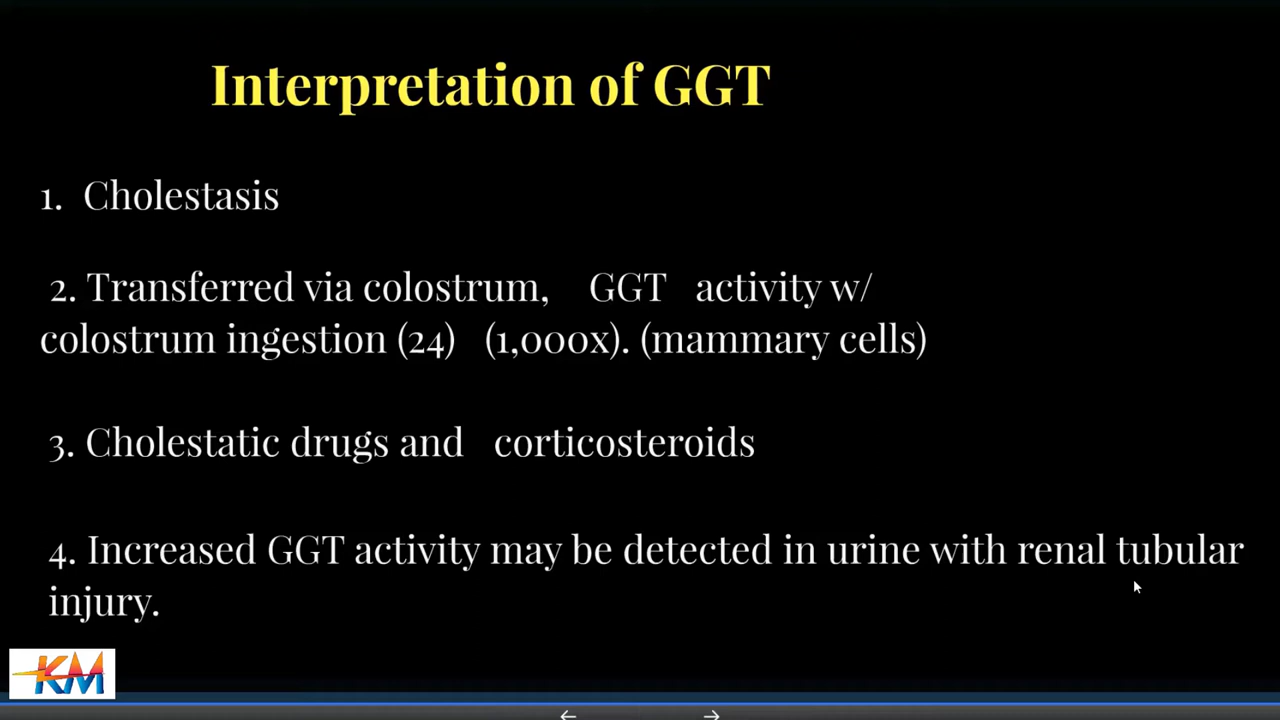 Interpretation of GGT
1. Cholestasis
2. Transferred via colostrum, GGT activity w/
colostrum ingestion (24) (1,000x). (mammary cells)
3. Cholestatic drugs and corticosteroids
4. Increased GGT activity may be detected in urine with renal tubular
injury.
KM